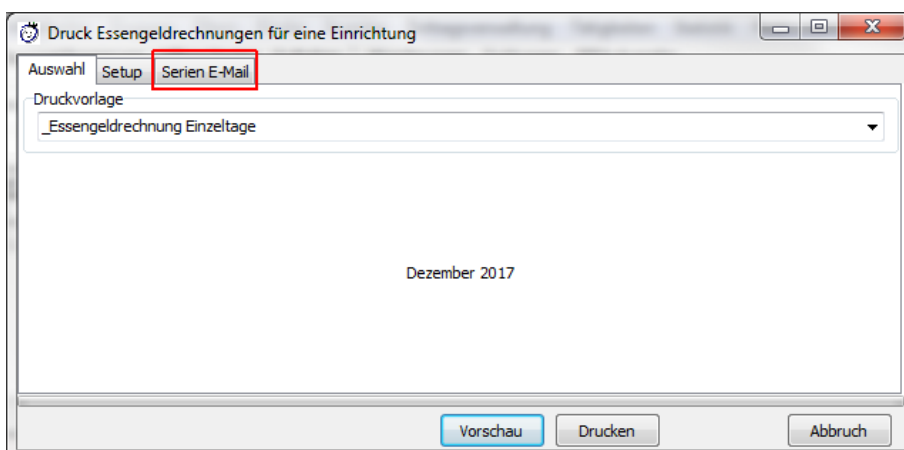 Druck Essengeldrechnungen für eine Einrichtung
Auswahl Setup Serien E-Mail
Druckvorlage
_Essengeldrechnung Einzeltage
Dezember 2017
Vorschau Drucken Abbruch